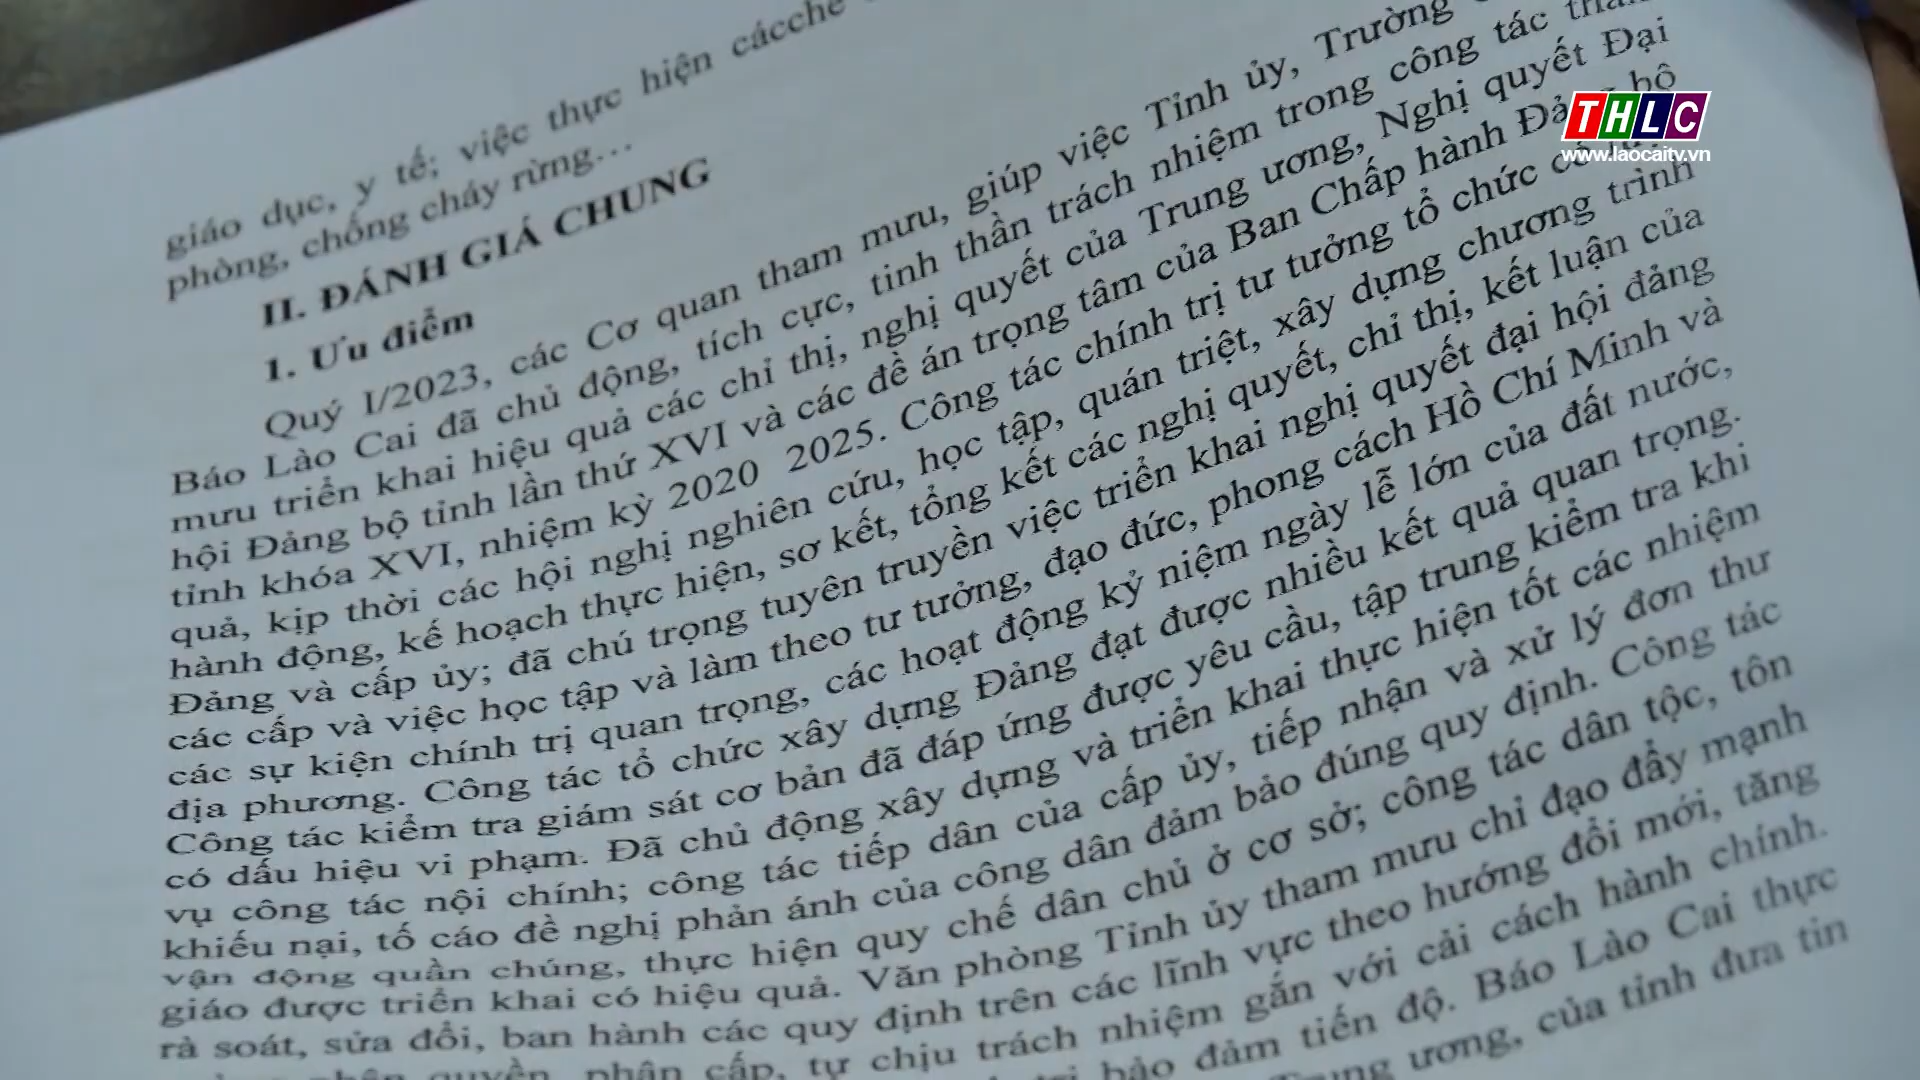 giáo dục, y tế; việc thực hiện cácchế
phòng, chống cháy rừng...
II. ĐÁNH GIÁ CHUNG
1. Ưu điểm
Quý I/2023, các Cơ quan tham mưu, giúp việc Tỉnh ủy, Trường
Báo Lào Cai đã chủ động, tích cực, tinh thần trách nhiệm trong công tác tham
mưu triển khai hiệu quả các chỉ thị, nghị quyết của Trung ương, Nghị quyết Đại
hội Đảng bộ tỉnh lần thứ XVI và các đề án trọng tâm của Ban Chấp hành Đảng bộ
tỉnh khóa XVI, nhiệm kỳ 2020 2025. Công tác chính trị tư tưởng tổ chức có
quả, kịp thời các hội nghị nghiên cứu, học tập, quán triệt, xây dựng chương trình
hành động, kế hoạch thực hiện, sơ kết, tổng kết các nghị quyết, chỉ thị, kết luận của
Đảng và cấp ủy; đã chú trọng tuyên truyền việc triển khai nghị quyết đại hội đảng
các cấp và việc học tập và làm theo tư tưởng, đạo đức, phong cách Hồ Chí Minh và
các sự kiện chính trị quan trọng, các hoạt động kỷ niệm ngày lễ lớn của đất nước,
địa phương. Công tác tổ chức xây dựng Đảng đạt được nhiều kết quả quan trọng.
Công tác kiểm tra giám sát cơ bản đã đáp ứng được yêu cầu, tập trung kiểm tra khi
có dấu hiệu vi phạm. Đã chủ động xây dựng và triển khai thực hiện tốt các nhiệm
vụ công tác nội chính; công tác tiếp dân của cấp ủy, tiếp nhận và xử lý đơn thư
khiếu nại, tố cáo đề nghị phản ánh của công dân đảm bảo đúng quy định. Công tác
vận động quần chúng, thực hiện quy chế dân chủ ở cơ sở; công tác dân tộc, tôn
giáo được triển khai có hiệu quả. Văn phòng Tỉnh ủy tham mưu chỉ đạo đẩy mạnh
rà soát, sửa đổi, ban hành các quy định trên các lĩnh vực theo hướng đổi mới, tăng
phân quyền, phân cấp, tự chịu trách nhiệm gắn với cải cách hành chính.
bảo đảm tiến độ. Báo Lào Cai thực
Trung ương, của tỉnh đưa tin
THLC
www.laocaitv.vn